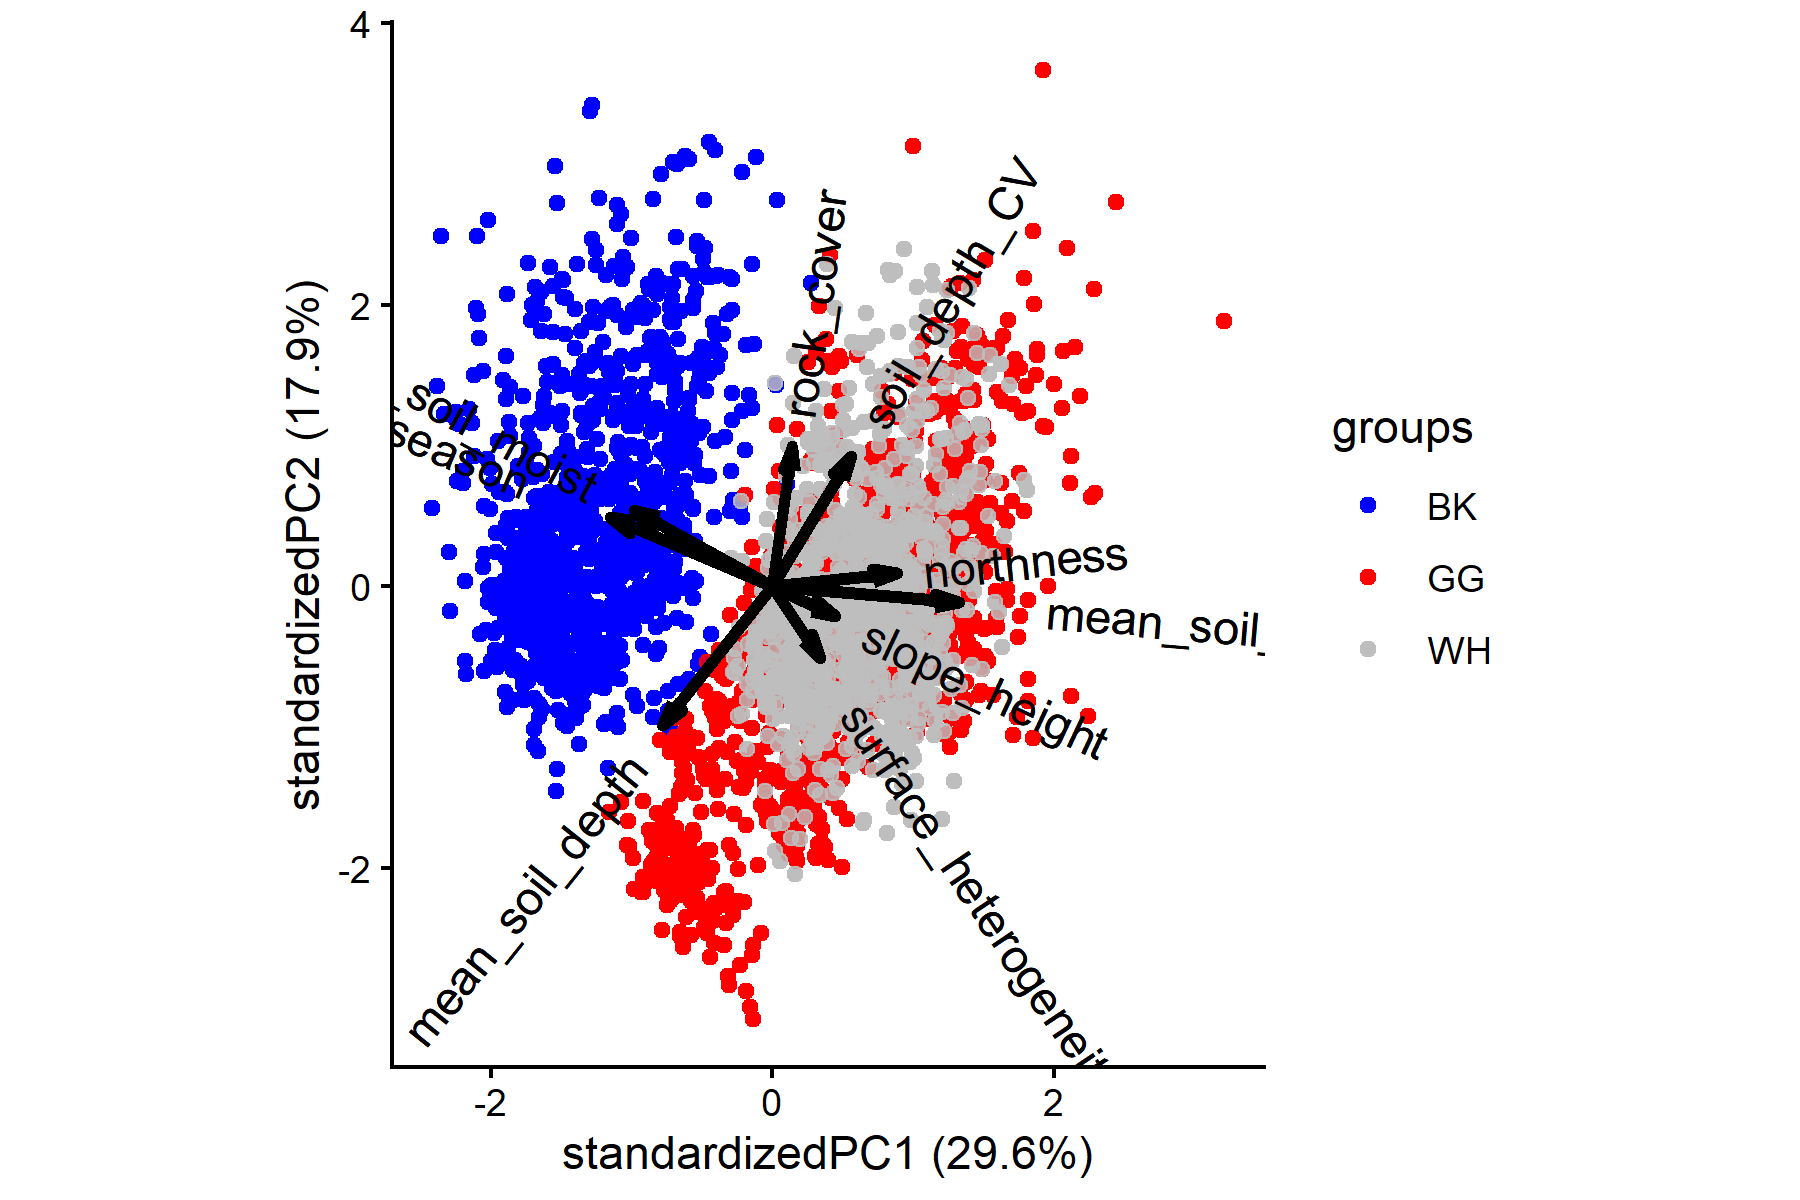 standardizedPC2 (17.9%)
4
2
0
-2
rock_cover
soil_depth_CV
_soil_moist
season
northness
mean_soil_
slope_height
surface_heterogeneit
mean_soil_depth
-2
0
2
standardizedPC1 (29.6%)
groups
BK
GG
WH